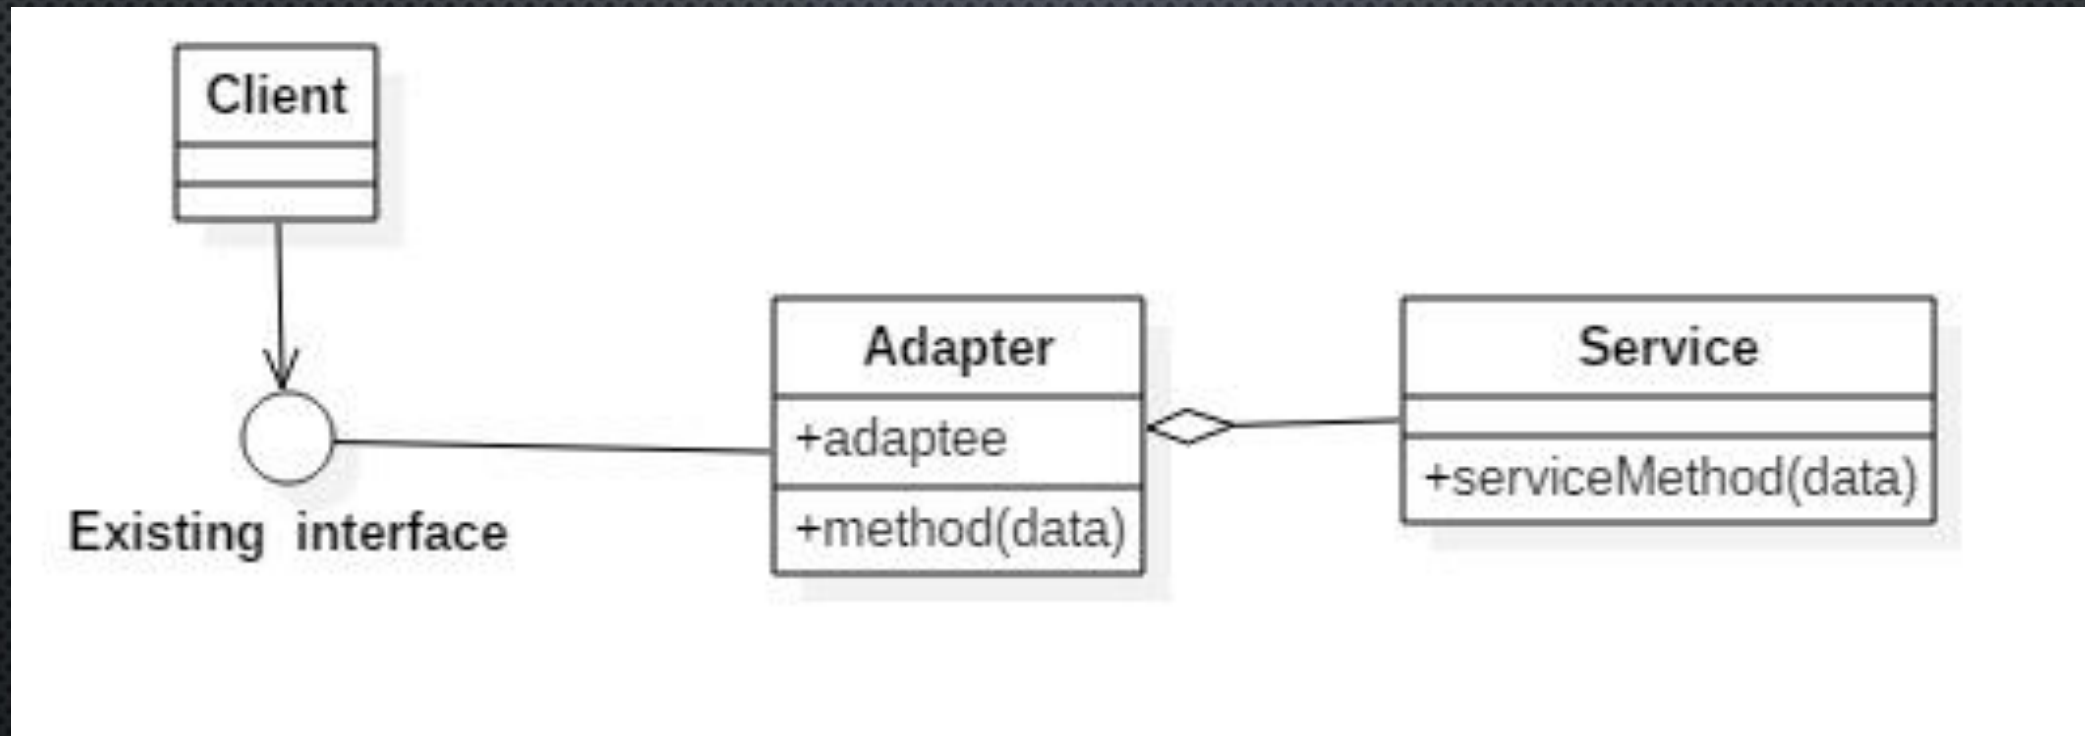 Client
Existing interface
Adapter
+adaptee
+method(data)
Service
+serviceMethod(data)